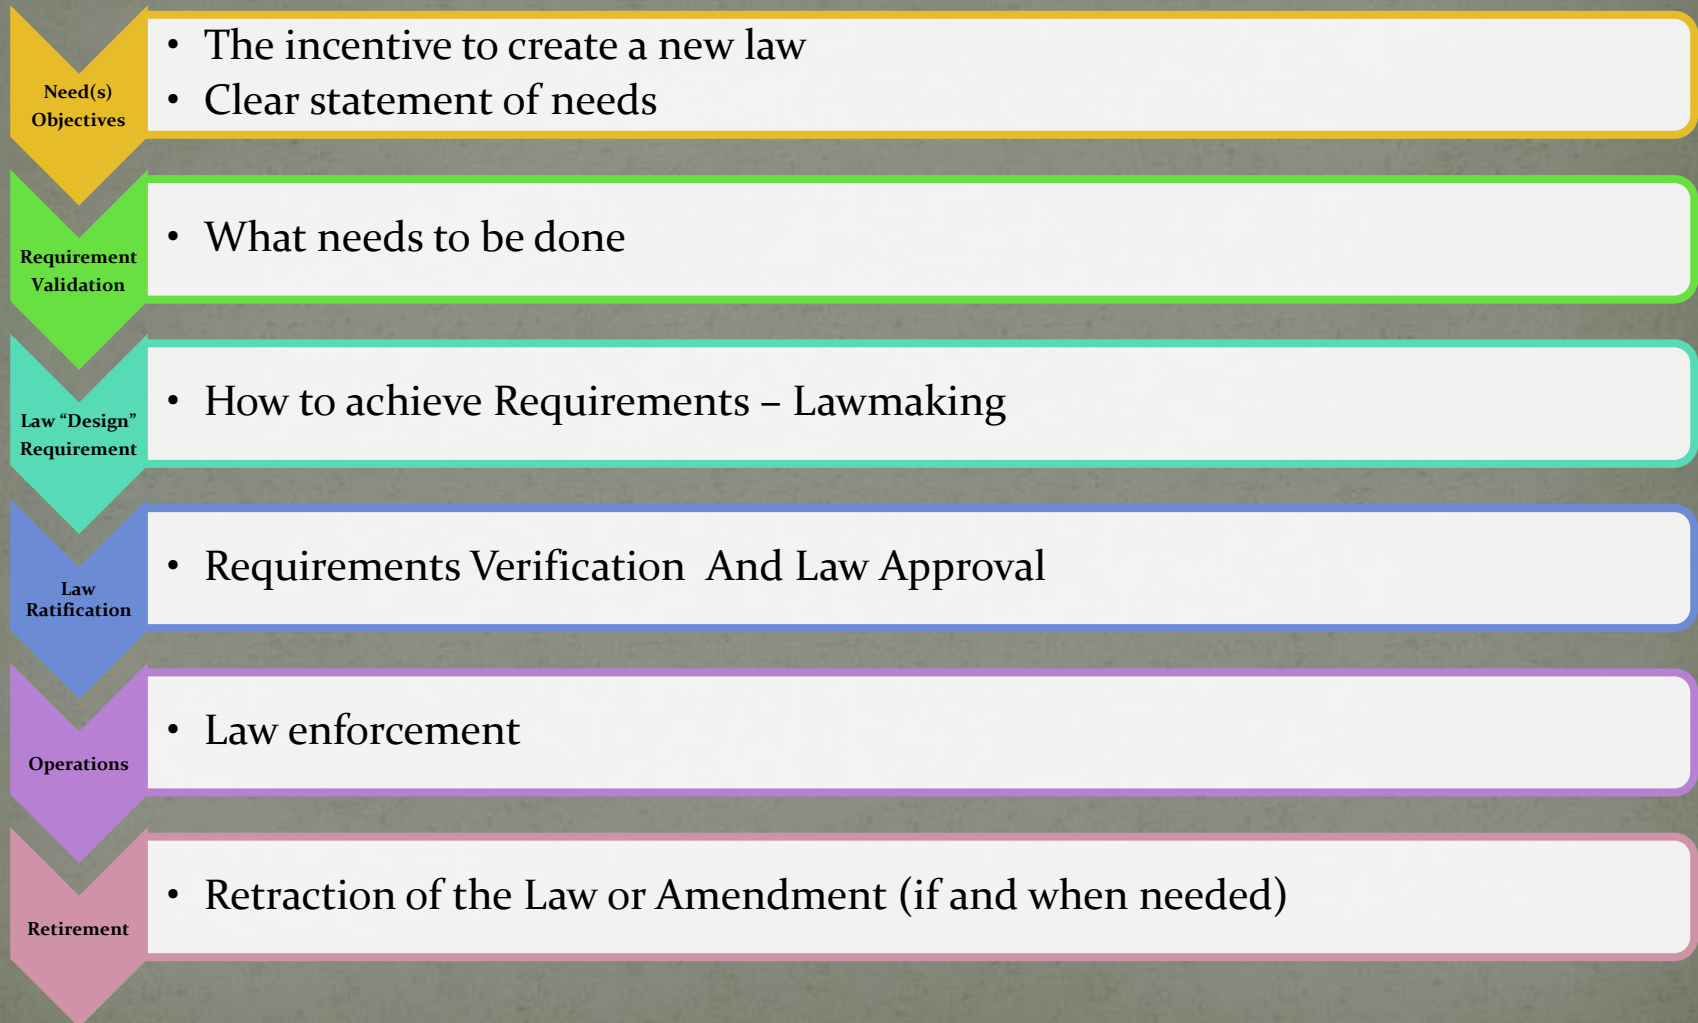 Need(s)
Objectives
• The incentive to create a new law
• Clear statement of needs
Requirement
Validation
• What needs to be done
Law “Design”
Requirement
• How to achieve Requirements – Lawmaking
Law
Ratification
• Requirements Verification  And Law Approval
Operations
• Law enforcement
Retirement
• Retraction of the Law or Amendment (if and when needed)